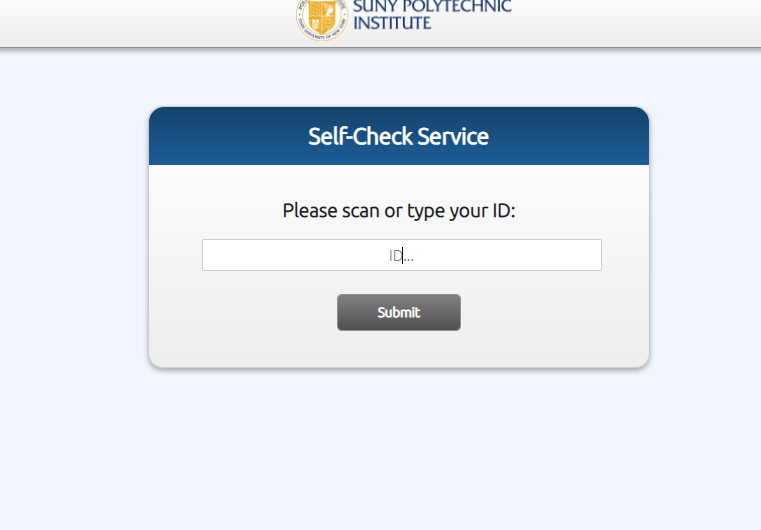 SUNY POLYTECHNIC
INSTITUTE
Self-Check Service
Please scan or type your ID:
ID...
Submit